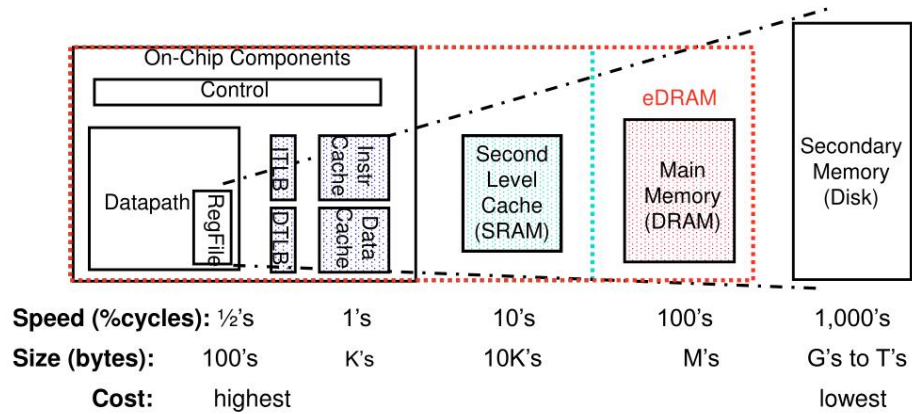 On-Chip Components
Control
eDRAM
Datapath
RegFile
ITLB
DTLB
Instr
Cache
Data
Cache
Second
Level
Cache
(SRAM)
Main
Memory
(DRAM)
Secondary
Memory
(Disk)
Speed (%cycles): ½’s 1’s 10’s 100’s 1,000’s
Size (bytes): 100’s K’s 10K’s M’s G’s to T’s
Cost: highest lowest